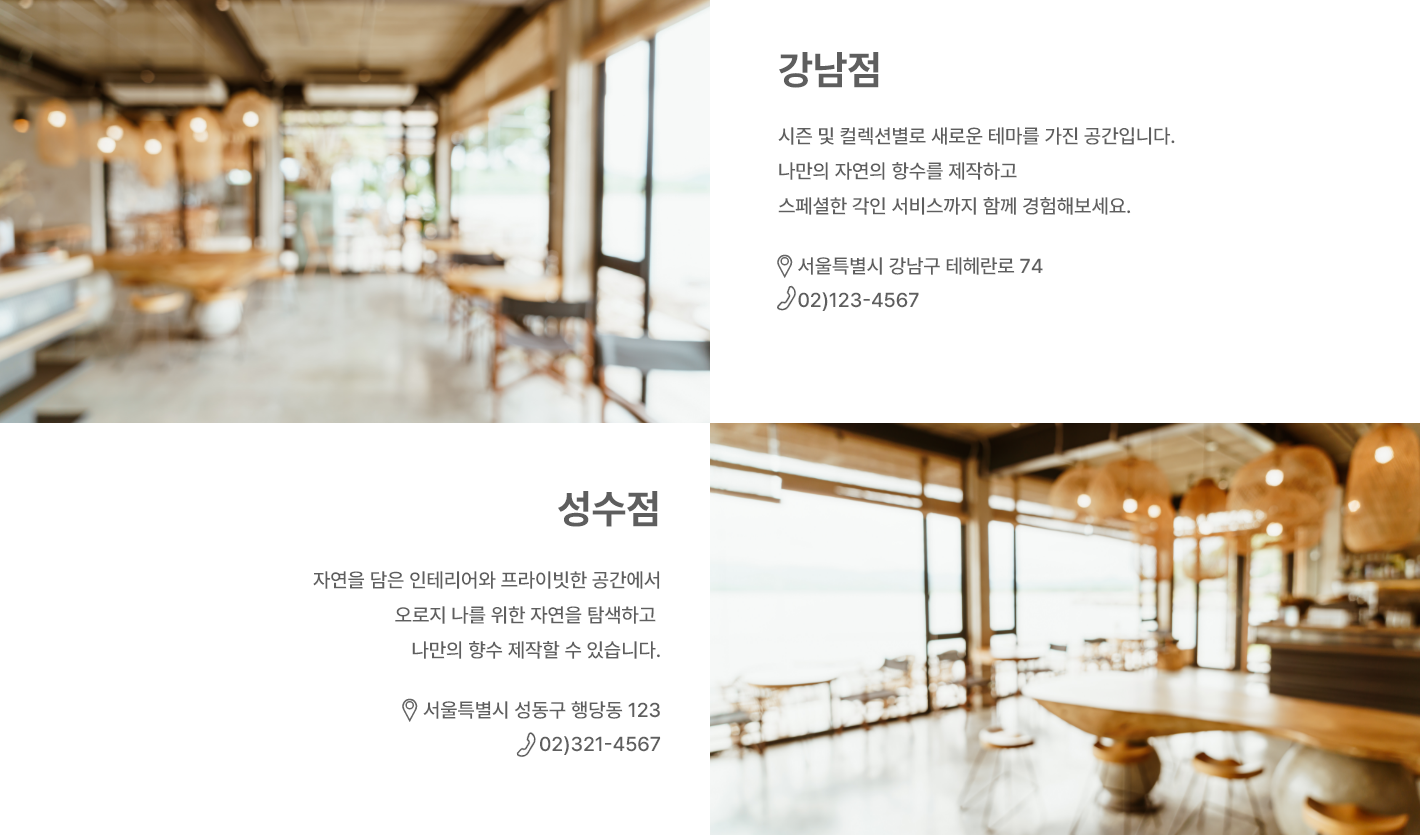 강남점
시즌 및 컬렉션별로 새로운 테마를 가진 공간입니다.
나만의 자연의 항수를 제작하고
스페셜한 각인 서비스까지 함께 경험해보세요.
서울특별시 강남구 테헤란로 74
02)123-4567
성수점
자연을 담은 인테리어와 프라이빗한 공간에서
오로지 나를 위한 자연을 탐색하고
나만의 향수 제작할 수 있습니다.
서울특별시 성동구 행당동 123
02)321-4567